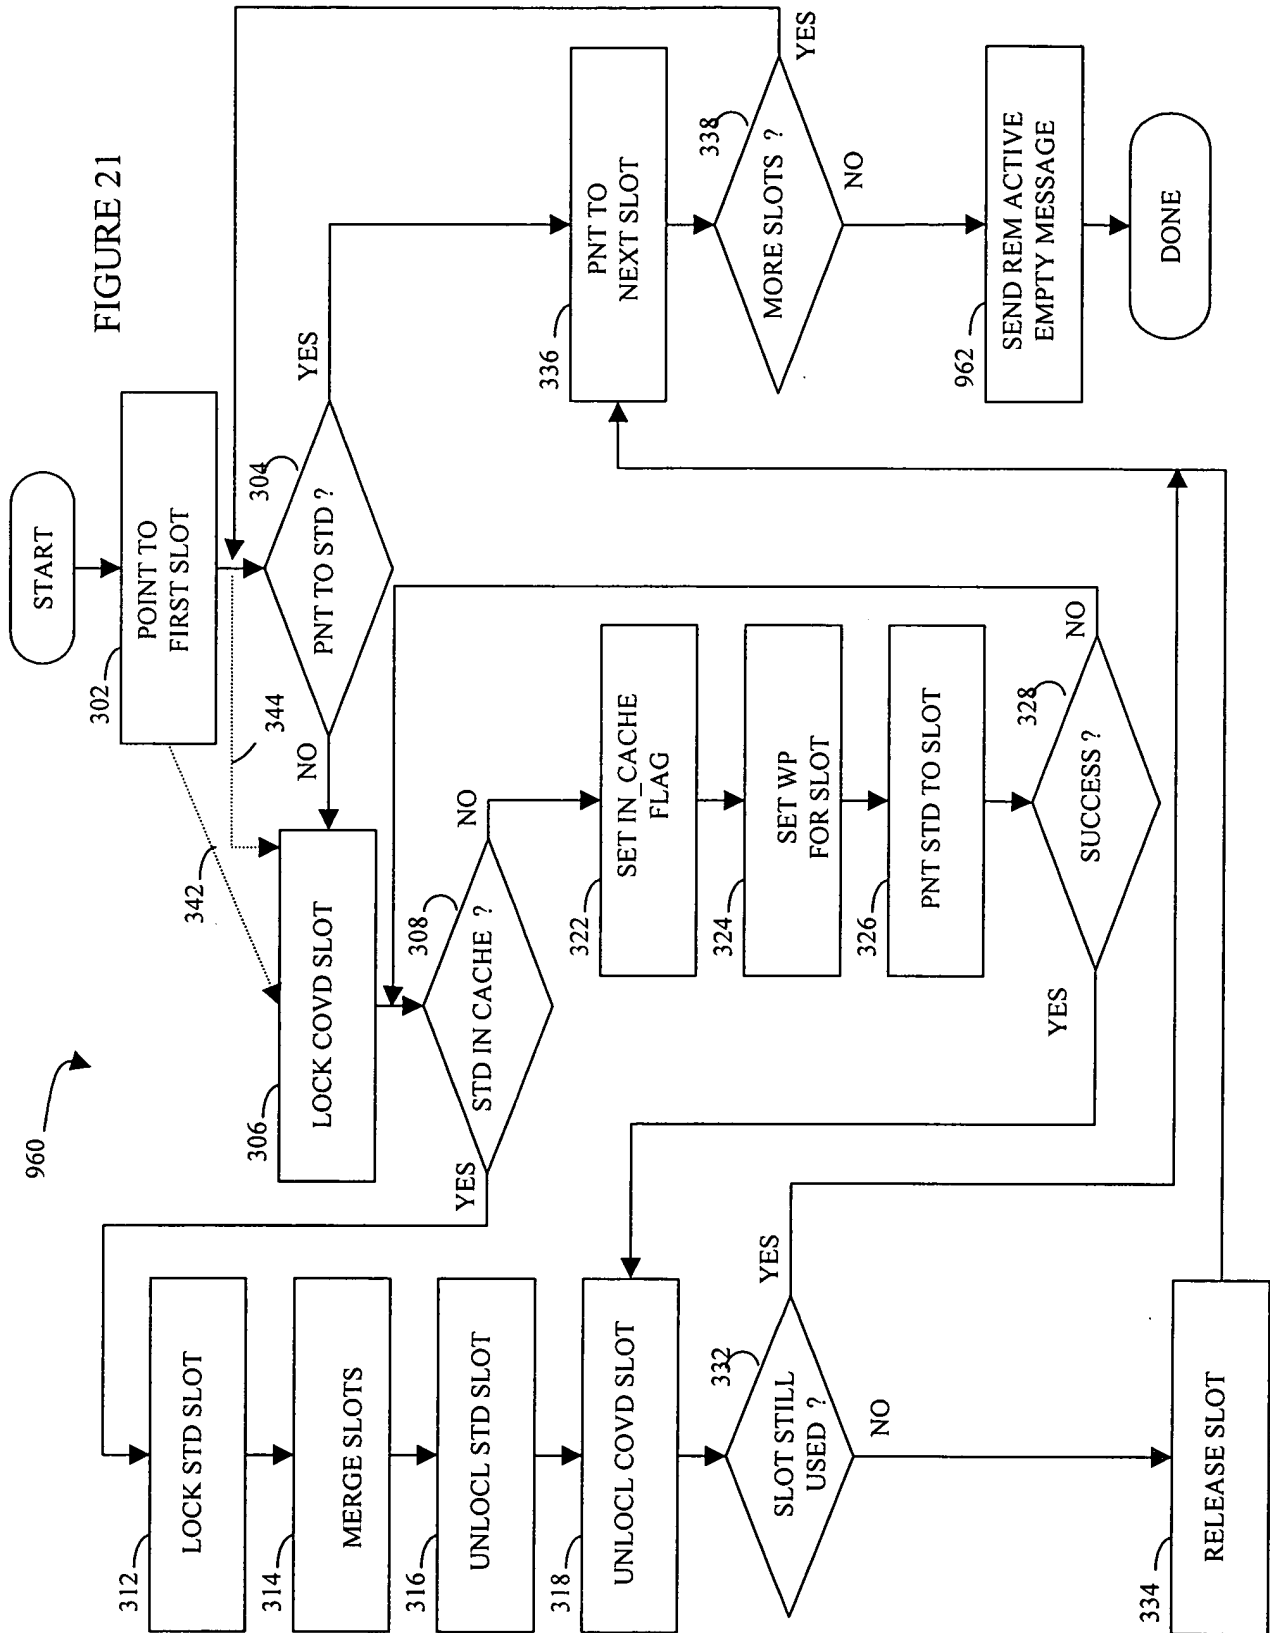 FIGURE 21
960
START
302
POINT TO
FIRST SLOT
342
344
304
PNT TO STD ?
YES
NO
306
LOCK COVD SLOT
308
STD IN CACHE ?
YES
NO
312
LOCK STD SLOT
314
MERGE SLOTS
316
UNLOCL STD SLOT
318
UNLOCL COVD SLOT
322
SET IN_CACHE
FLAG
324
SET WP
FOR SLOT
326
PNT STD TO SLOT
328
SUCCESS ?
YES
NO
332
SLOT STILL
USED ?
YES
NO
334
RELEASE SLOT
336
PNT TO
NEXT SLOT
338
MORE SLOTS ?
YES
NO
962
SEND REM ACTIVE
EMPTY MESSAGE
DONE